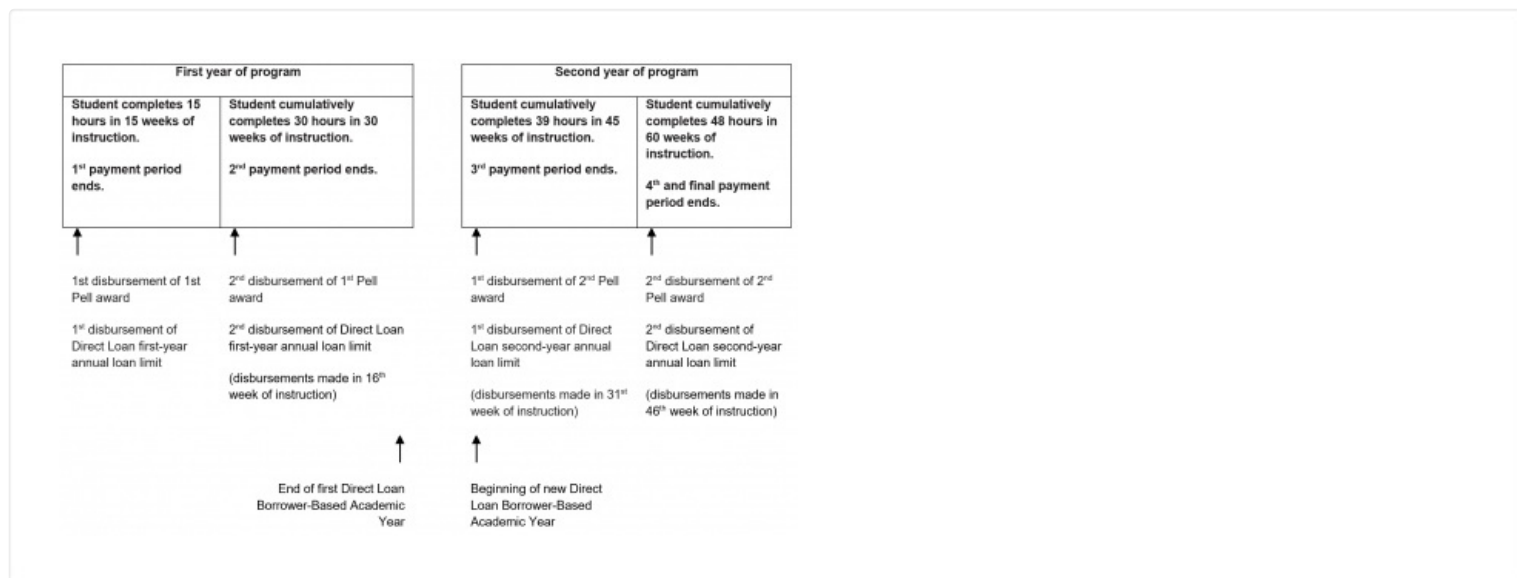 First year of program
Student completes 15
hours in 15 weeks of
instruction.
1st payment period
ends.
Student cumulatively
completes 30 hours in 30
weeks of instruction.
2nd payment period ends.
Second year of program
Student cumulatively
completes 39 hours in 45
weeks of instruction.
3rd payment period ends.
Student cumulatively
completes 48 hours in
60 weeks of
instruction.
4th and final payment
period ends.
1st disbursement of 1st
Pell award
1st disbursement of
Direct Loan first-year
annual loan limit
2nd disbursement of 1st Pell
award
2nd disbursement of Direct Loan
first-year annual loan limit
(disbursements made in 16th
week of instruction)
1st disbursement of 2nd Pell
award
1st disbursement of Direct
Loan second-year annual
loan limit
(disbursements made in 31st
week of instruction)
2nd disbursement of 2nd
Pell award
2nd disbursement of
Direct Loan second-year
annual loan limit
(disbursements made in
46th week of instruction)
End of first Direct Loan
Borrower-Based Academic
Year
Beginning of new Direct
Loan Borrower-Based
Academic Year